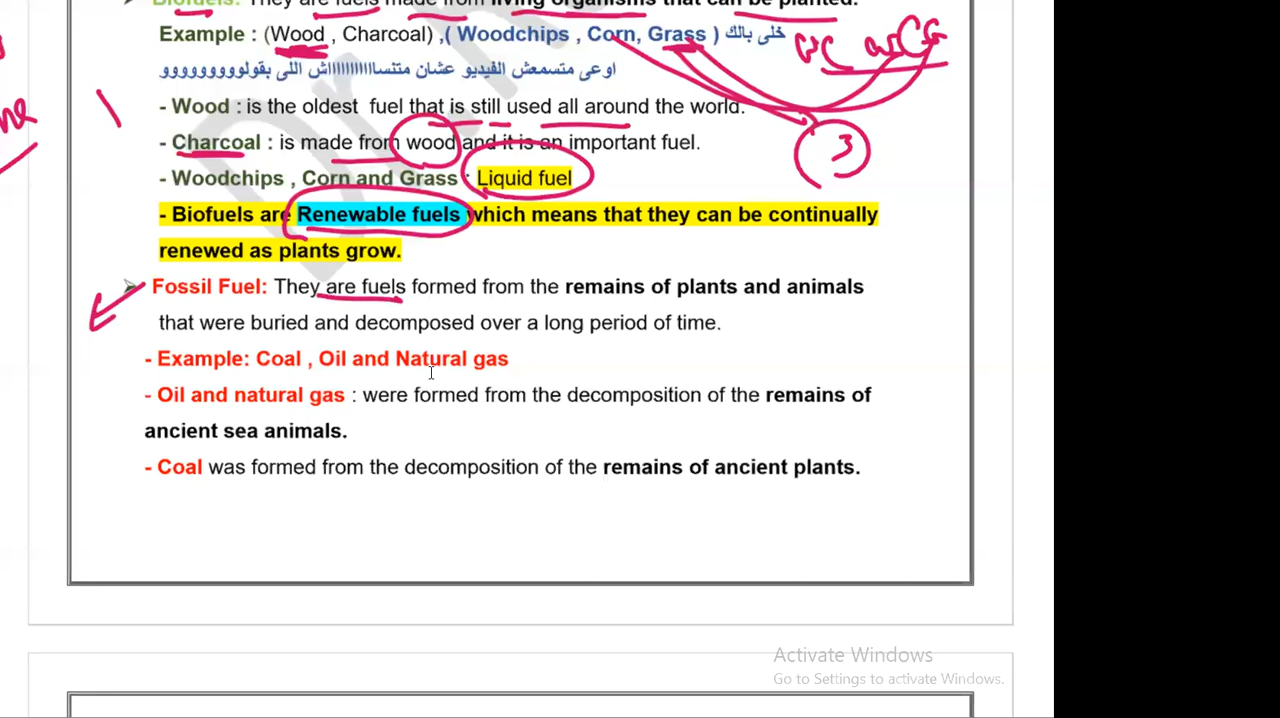 Biofuels: They are fuels made from living organisms that can be planted.
Example : (Wood , Charcoal) ,( Woodchips , Corn, Grass ) خلى بالك
اوعى متسمعش الفيديو عشان متنساااااااااااش اللى بقولوووووووووو
- Wood : is the oldest fuel that is still used all around the world.
- Charcoal : is made from wood and it is an important fuel.
- Woodchips , Corn and Grass : Liquid fuel
- Biofuels are Renewable fuels which means that they can be continually
renewed as plants grow.
Fossil Fuel: They are fuels formed from the remains of plants and animals
that were buried and decomposed over a long period of time.
- Example: Coal , Oil and Natural gas
- Oil and natural gas : were formed from the decomposition of the remains of
ancient sea animals.
- Coal was formed from the decomposition of the remains of ancient plants.
3
Activate Windows
Go to Settings to activate Windows.